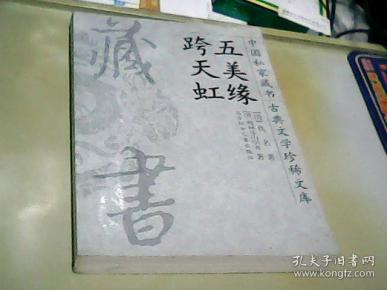 中国私家藏书 古典文学珍稀文库
五美缘
跨天虹
藏書
孔夫子旧书网
www.kongfz.com